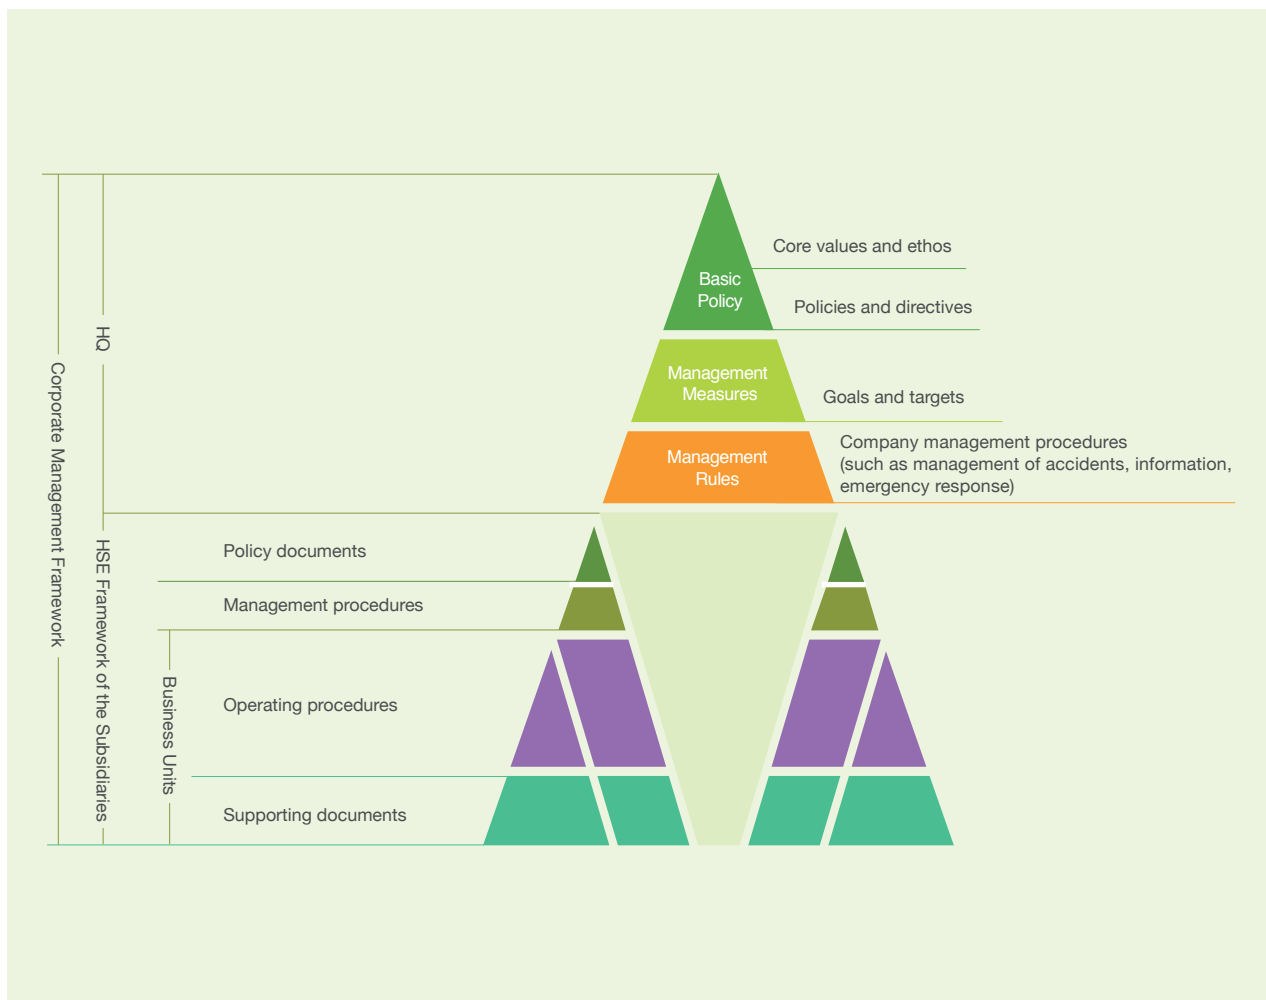 Core values and ethos
Basic
Policy
Policies and directives
HQ
Management
Measures
Goals and targets
Corporate Management Framework
Company management procedures
(such as management of accidents, information,
emergency response)
Management
Rules
HSE Framework of the Subsidiaries
Policy documents
Management procedures
Business Units
Operating procedures
Supporting documents